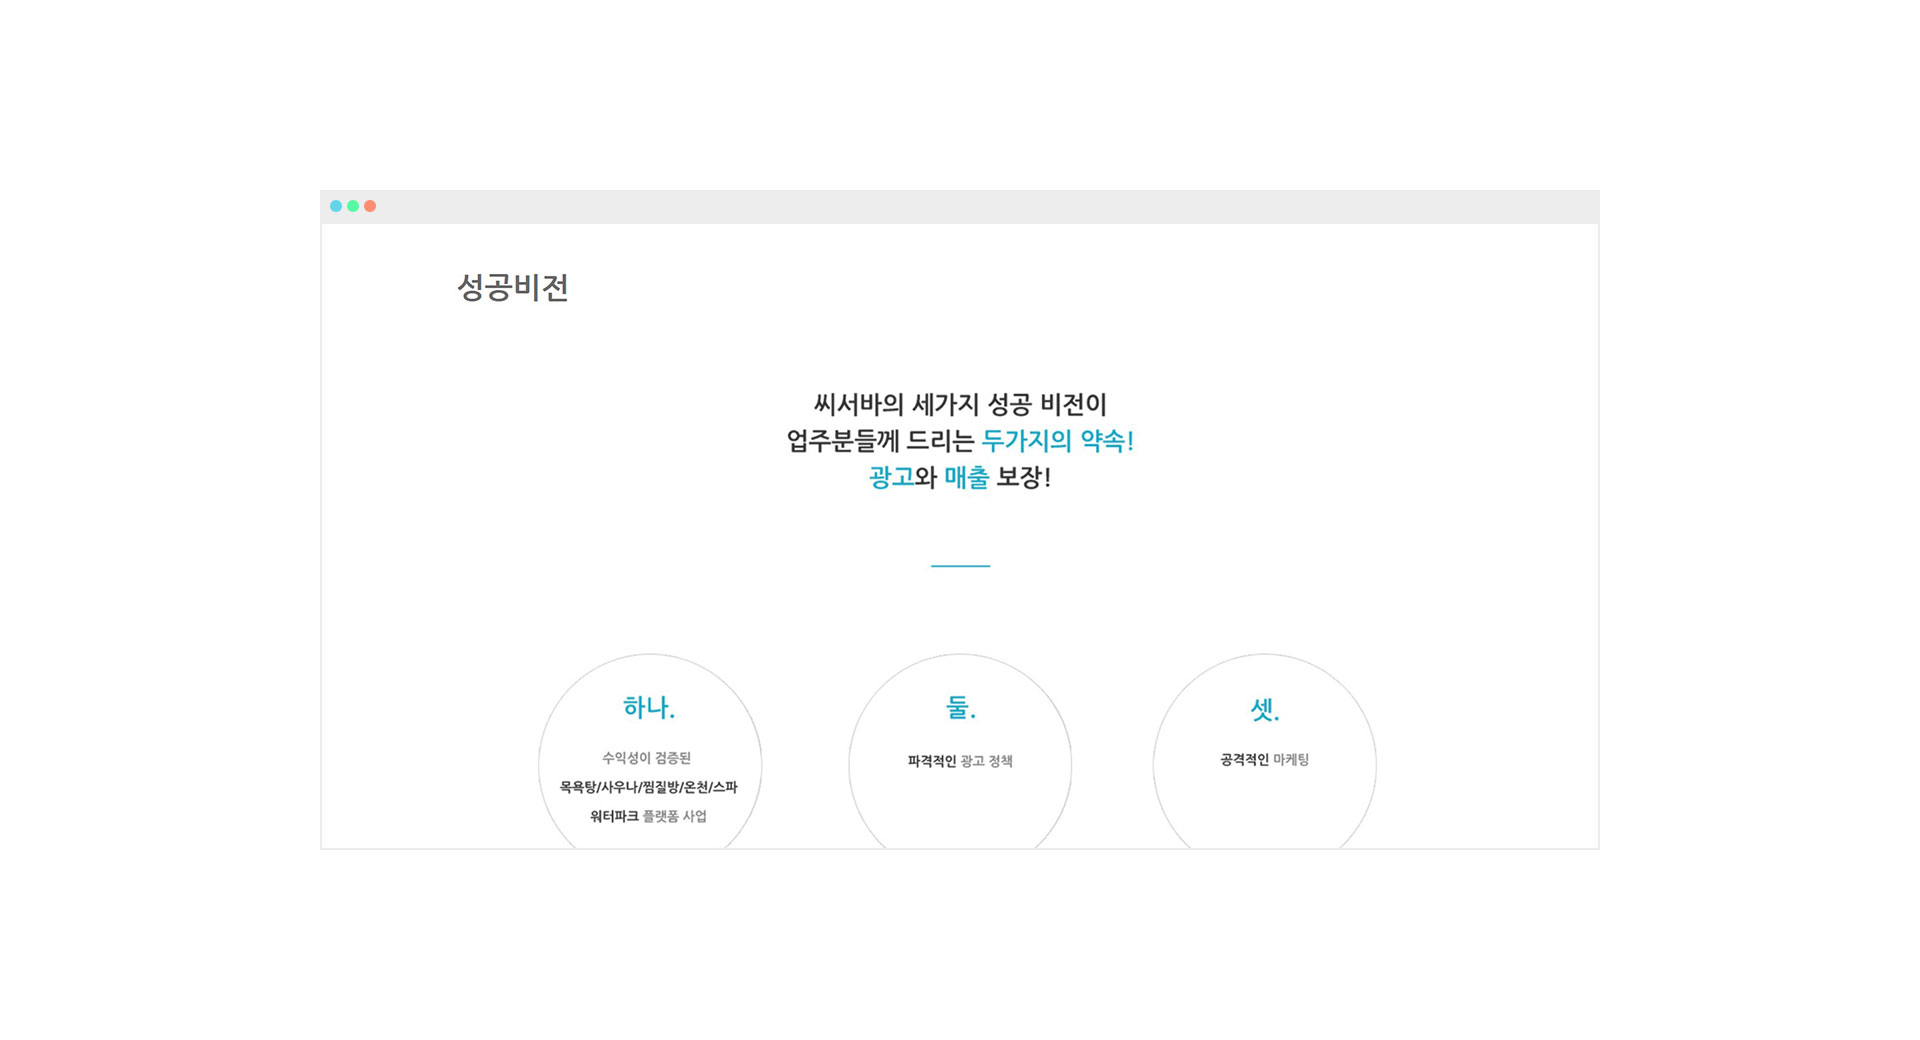 성공비전
씨서바의 세가지 성공 비전이
업주분들께 드리는 두가지의 약속!
광고와 매출 보장!
하나.
수익성이 검증된
목욕탕/사우나/찜질방/온천/스파
워터파크 플랫폼 사업
둘.
파격적인 광고 정책
셋.
공격적인 마케팅